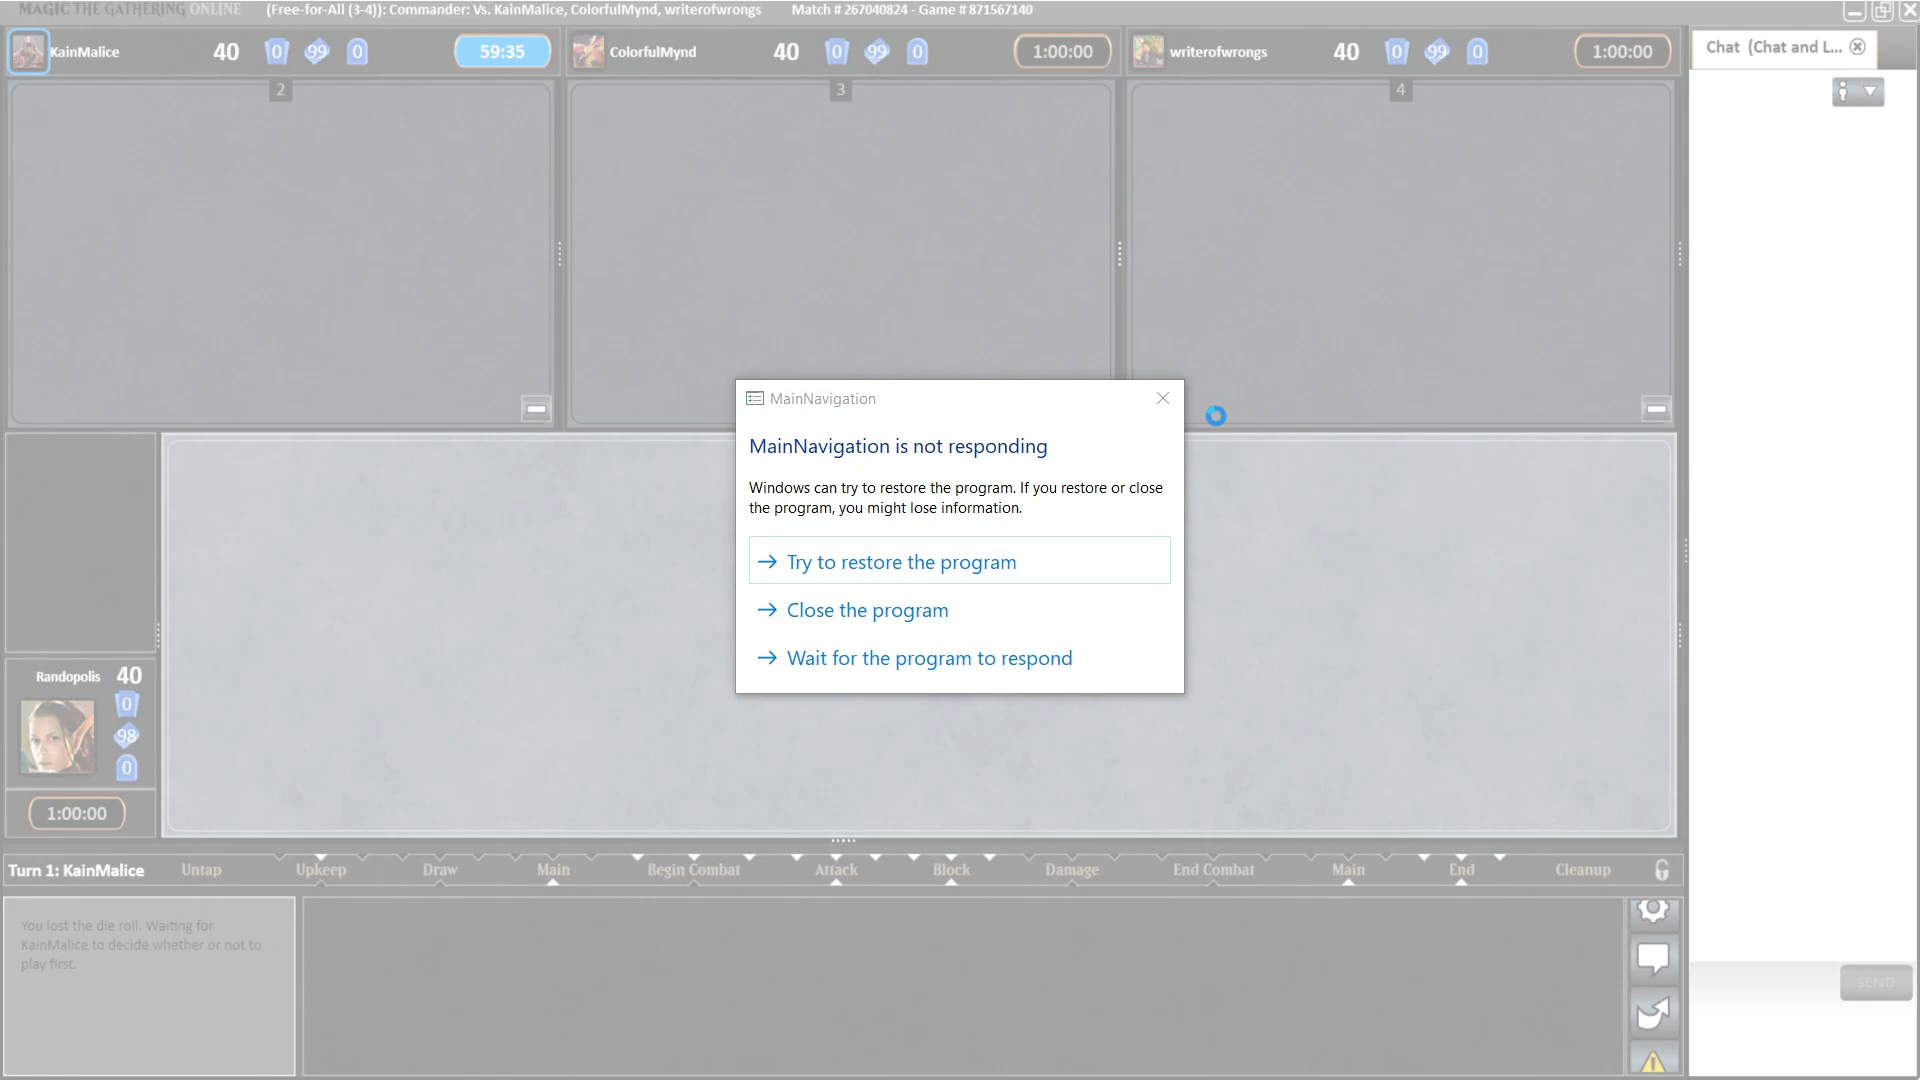 MAGIC THE GATHERING ONLINE (Free-for-All (3-4)): Commander: Vs. KainMalice, ColorfulMynd, writerofwrongs Match # 267040824 - Game # 871567140
KainMalice 40 0 99 0 59:35 ColorfulMynd 40 0 99 0 1:00:00 writerofwrongs 40 0 99 0 1:00:00
Chat (Chat and L...
2 3 4
MainNavigation
MainNavigation is not responding
Windows can try to restore the program. If you restore or close
the program, you might lose information.
Try to restore the program
Close the program
Wait for the program to respond
Randopolis 40
0
98
0
1:00:00
Turn 1: KainMalice Untap Upkeep Draw Main Begin Combat Attack Block Damage End Combat Main End Cleanup
You lost the die roll. Waiting for
KainMalice to decide whether or not to
play first.
SEND